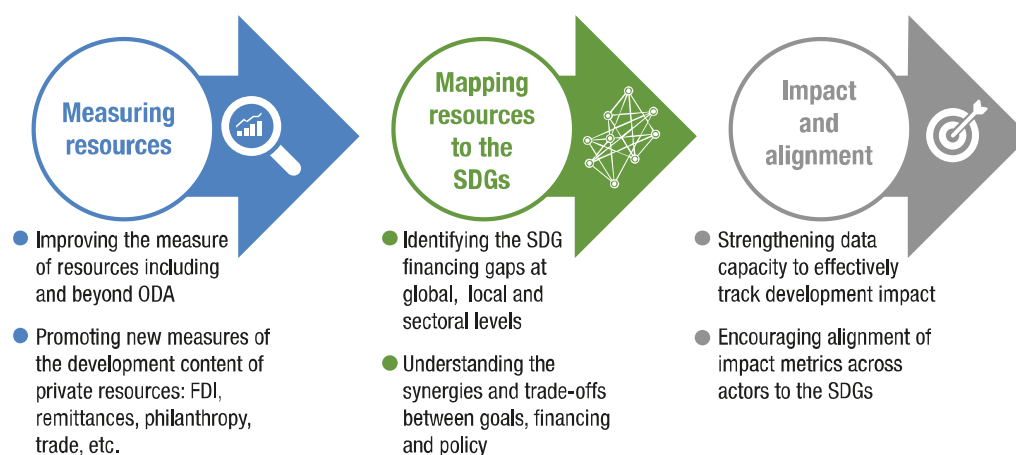 Measuring
resources
Improving the measure
of resources including
and beyond ODA
Promoting new measures of
the development content of
private resources: FDI,
remittances, philanthropy,
trade, etc.
Mapping
resources
to the
SDGs
Identifying the SDG
financing gaps at
global, local and
sectoral levels
Understanding the
synergies and trade-offs
between goals, financing
and policy
Impact
and
alignment
Strengthening data
capacity to effectively
track development impact
Encouraging alignment of
impact metrics across
actors to the SDGs